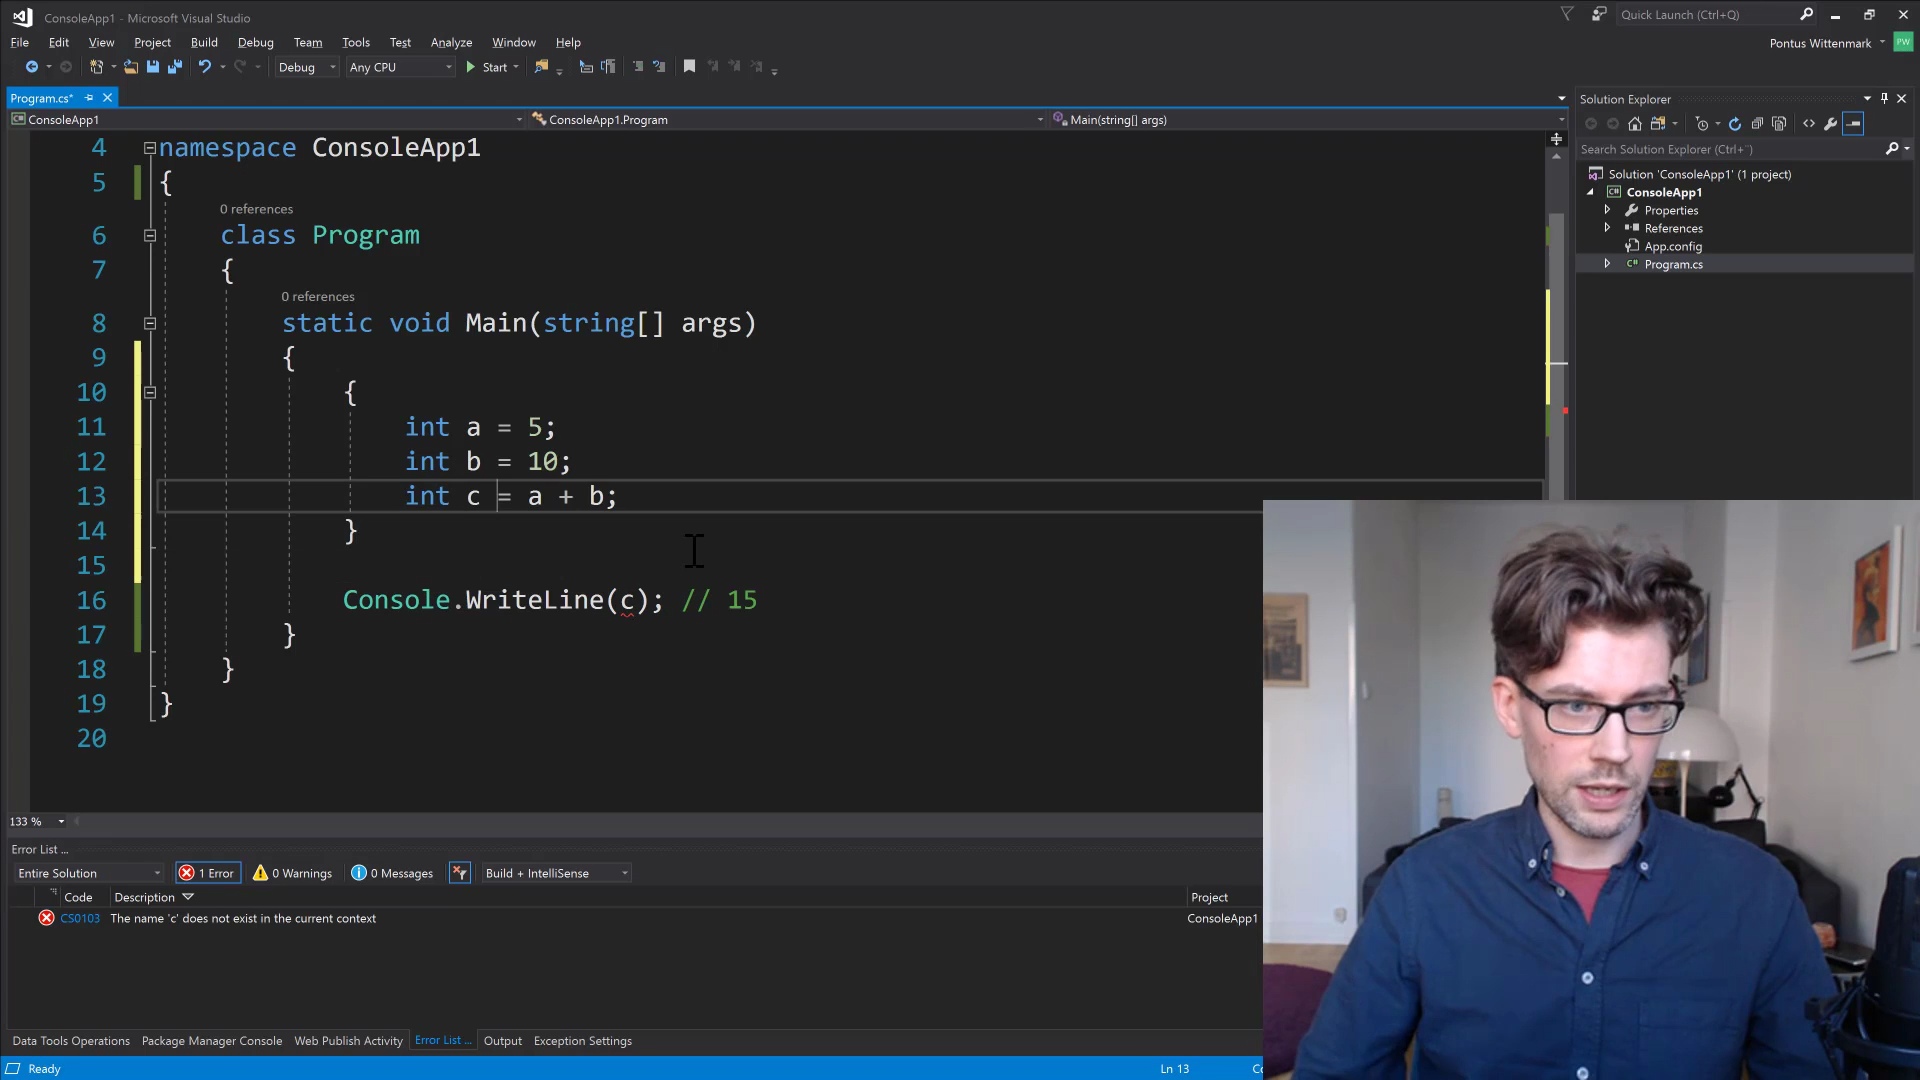 ConsoleApp1 - Microsoft Visual Studio
Quick Launch (Ctrl+Q)
File Edit View Project Build Debug Team Tools Test Analyze Window Help
Pontus Wittenmark PW
Debug Any CPU Start
Program.cs*
ConsoleApp1 ConsoleApp1.Program Main(string[] args)
4 namespace ConsoleApp1
5 {
0 references
6 class Program
7 {
0 references
8 static void Main(string[] args)
9 {
10 {
11 int a = 5;
12 int b = 10;
13 int c = a + b;
14 }
15
16 Console.WriteLine(c); // 15
17 }
18 }
19 }
20
133 %
Solution Explorer
Search Solution Explorer (Ctrl+¨)
Solution 'ConsoleApp1' (1 project)
ConsoleApp1
Properties
References
App.config
C# Program.cs
Error List ...
Entire Solution 1 Error 0 Warnings 0 Messages Build + IntelliSense
Code Description Project
CS0103 The name 'c' does not exist in the current context ConsoleApp1
Data Tools Operations Package Manager Console Web Publish Activity Error List ... Output Exception Settings
Ready Ln 13